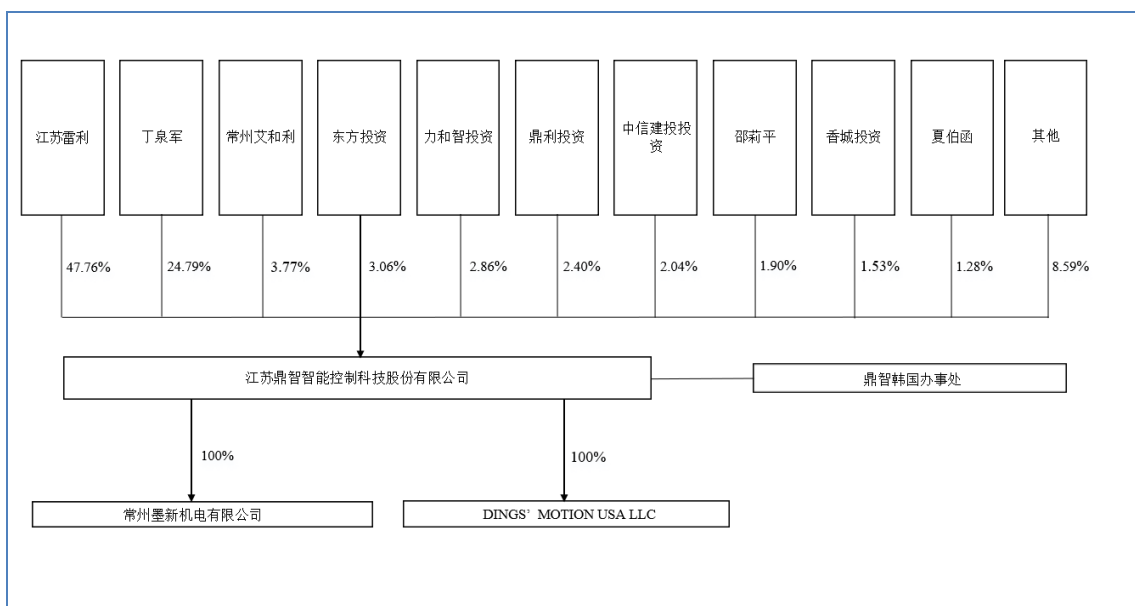 江苏雷利
丁泉军
常州艾和利
东方投资
力和智投资
鼎利投资
中信建投投
资
邵莉平
香城投资
夏伯函
其他
47.76%
24.79%
3.77%
3.06%
2.86%
2.40%
2.04%
1.90%
1.53%
1.28%
8.59%
江苏鼎智智能控制科技股份有限公司
鼎智韩国办事处
100%
100%
常州墨新机电有限公司
DINGS’ MOTION USA LLC